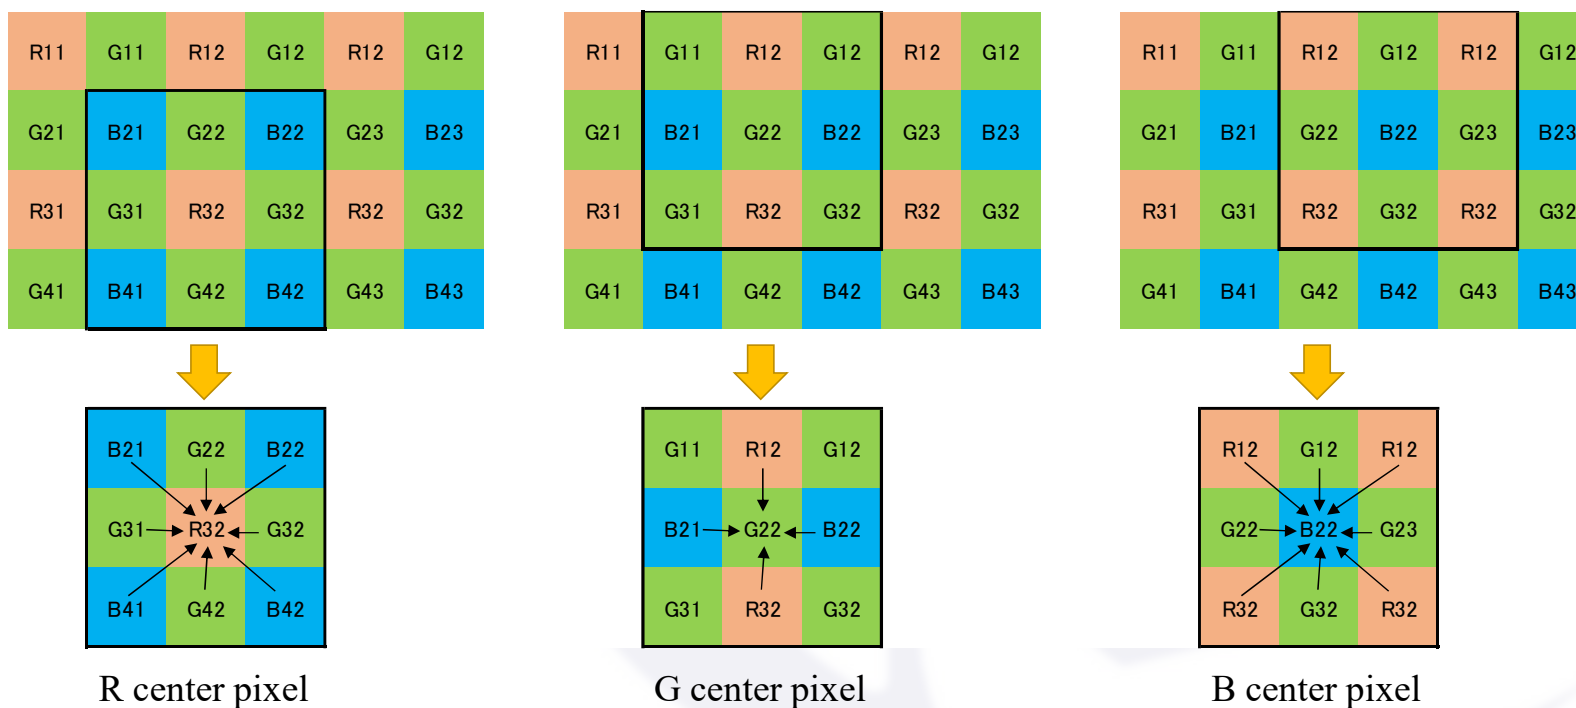 R11 G11 R12 G12 R12 G12 R11 G11 R12 G12 R12 G12 R11 G11 R12 G12 R12 G12
G21 B21 G22 B22 G23 B23 G21 B21 G22 B22 G23 B23 G21 B21 G22 B22 G23 B23
R31 G31 R32 G32 R32 G32 R31 G31 R32 G32 R32 G32 R31 G31 R32 G32 R32 G32
G41 B41 G42 B42 G43 B43 G41 B41 G42 B42 G43 B43 G41 B41 G42 B42 G43 B43
B21 G22 B22 G11 R12 G12 R12 G12 R12
G31 R32 G32 B21 G22 B22 G22 B22 G23
B41 G42 B42 G31 R32 G32 R32 G32 R32
R center pixel G center pixel B center pixel